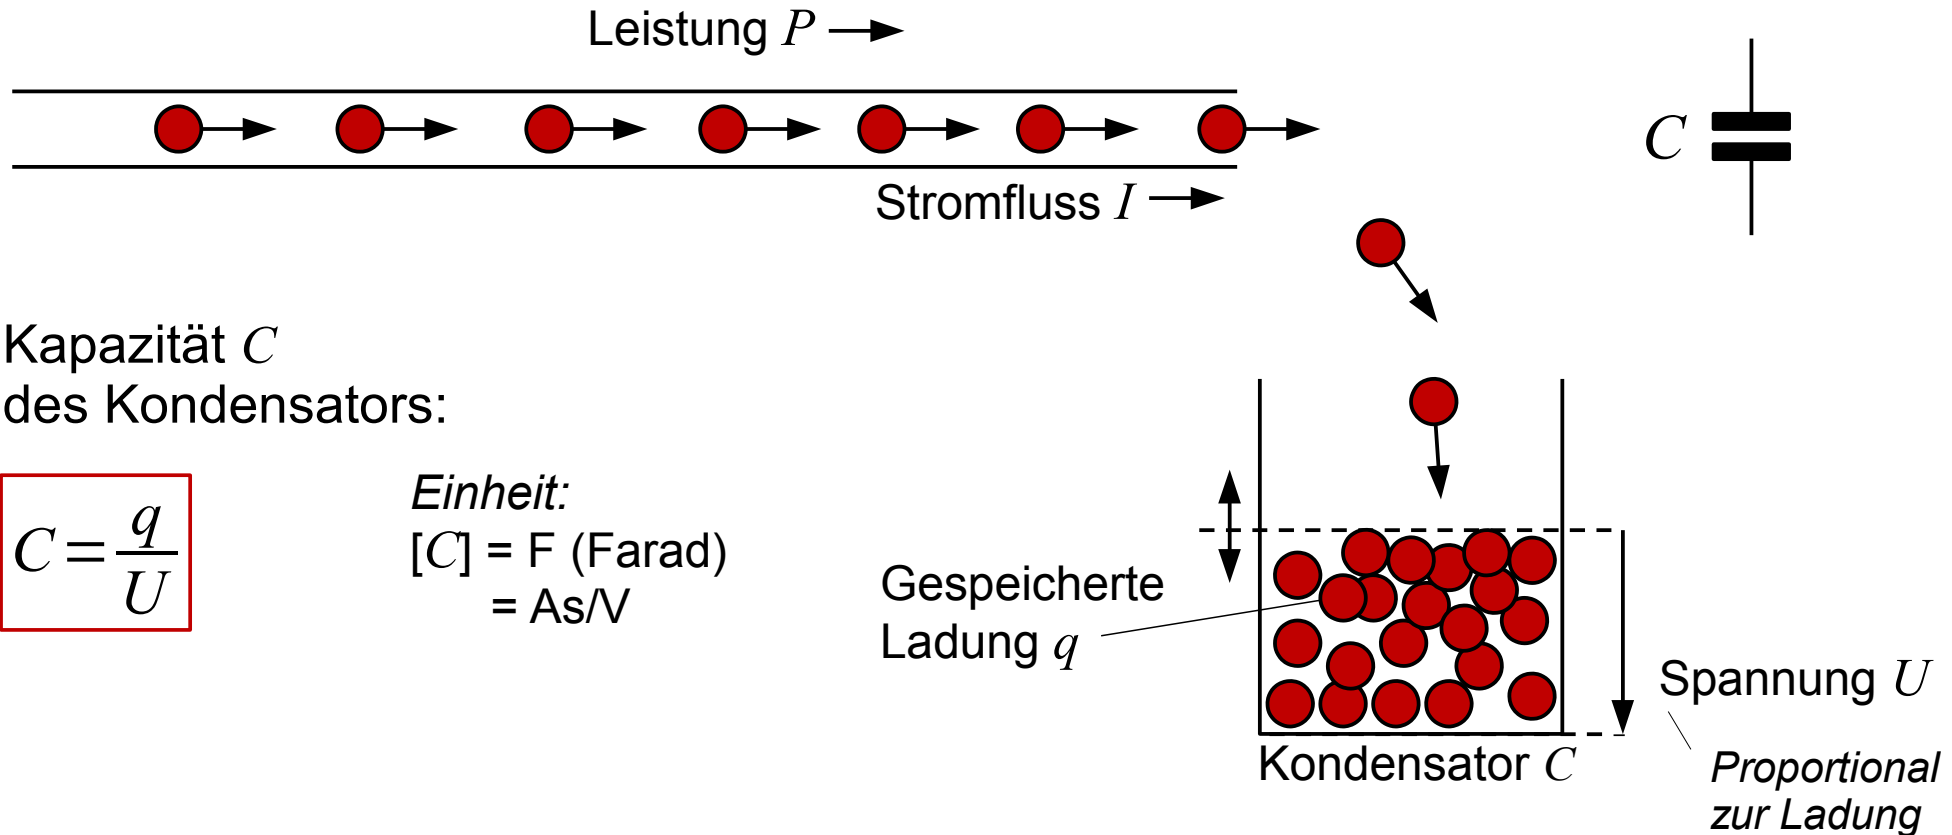 Leistung P
Stromfluss I
C
Kapazität C
des Kondensators:
C = q/U
Einheit:
[C] = F (Farad)
= As/V
Gespeicherte
Ladung q
Spannung U
Kondensator C
Proportional
zur Ladung